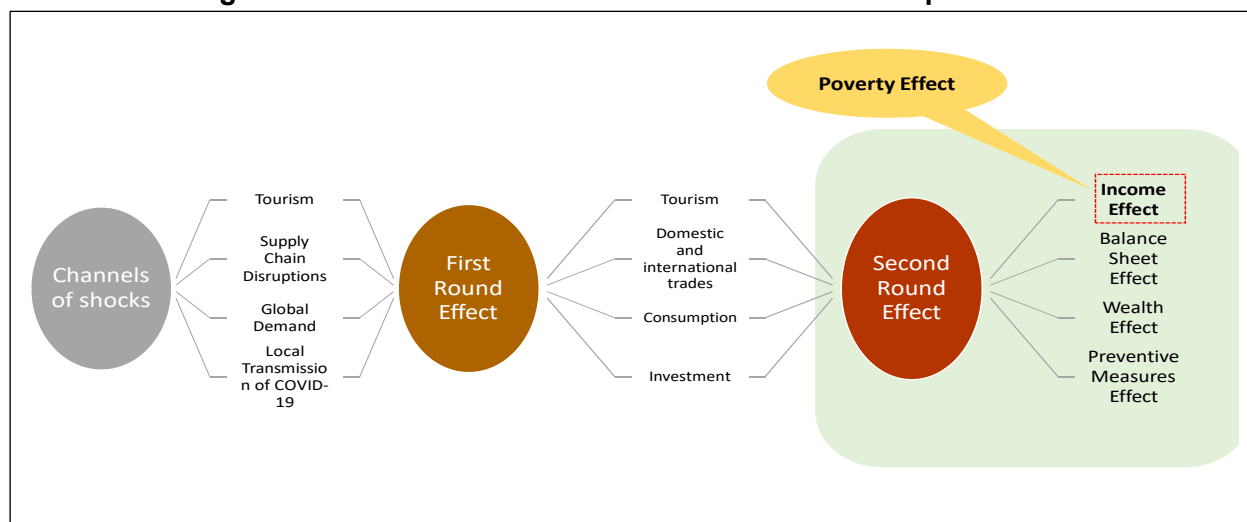 Poverty Effect
Channels
of shocks
Tourism
Supply
Chain
Disruptions
Global
Demand
Local
Transmissio
n of COVID-
19
First
Round
Effect
Tourism
Domestic
and
international
trades
Consumption
Investment
Second
Round
Effect
Income
Effect
Balance
Sheet
Effect
Wealth
Effect
Preventive
Measures
Effect